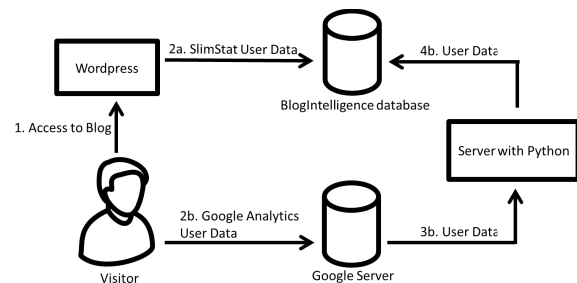 2a. SlimStat User Data
4b. User Data
Wordpress
BlogIntelligence database
1. Access to Blog
Server with Python
2b. Google Analytics
User Data
3b. User Data
Google Server
Visitor